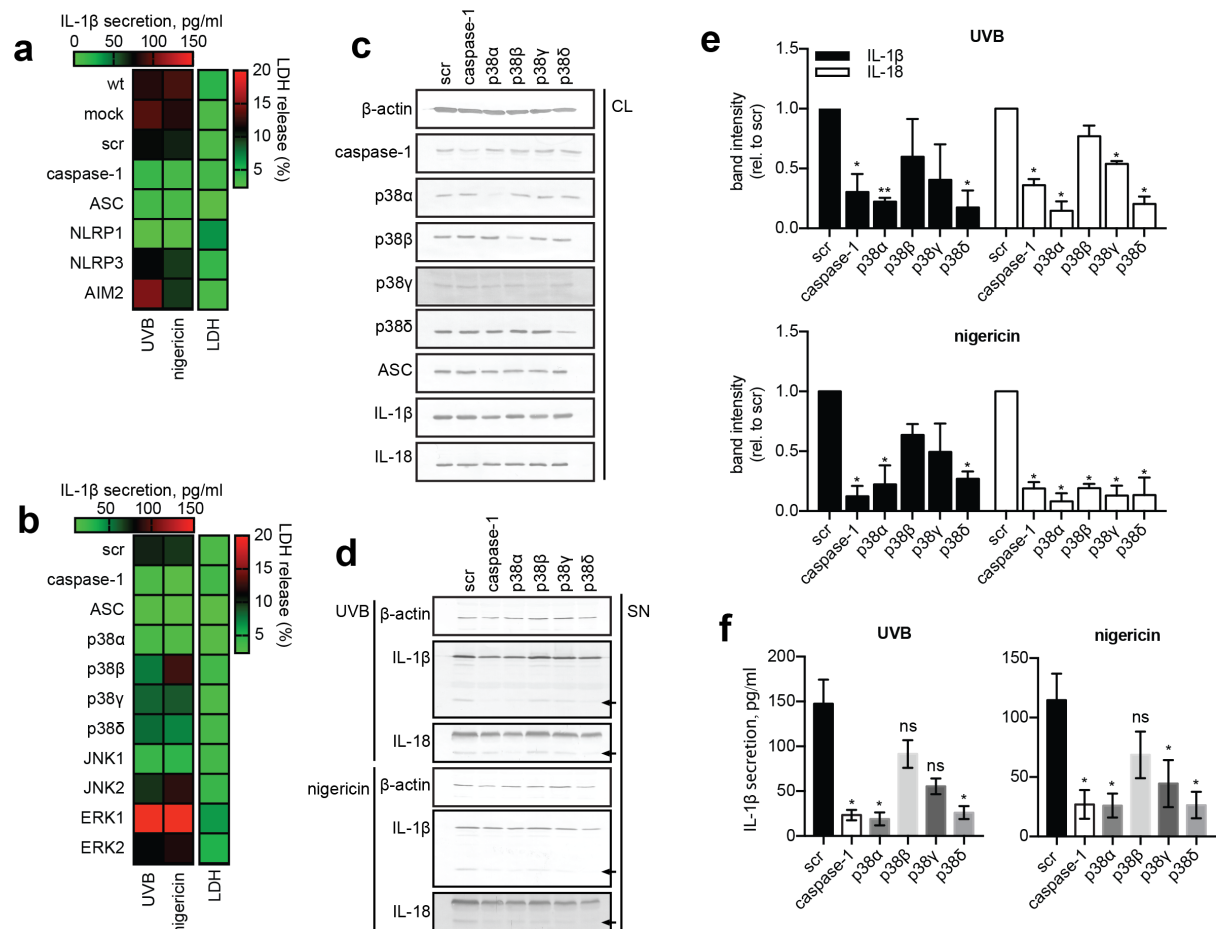 a
IL-1β secretion, pg/ml
0 50 100 150
wt
mock
scr
caspase-1
ASC
NLRP1
NLRP3
AIM2
UVB
nigericin
LDH
20
15
10
5
LDH release (%)
b
IL-1β secretion, pg/ml
50 100 150
scr
caspase-1
ASC
p38α
p38β
p38γ
p38δ
JNK1
JNK2
ERK1
ERK2
UVB
nigericin
LDH
20
15
10
5
LDH release (%)
c
scr
caspase-1
p38α
p38β
p38γ
p38δ
β-actin
caspase-1
p38α
p38β
p38γ
p38δ
ASC
IL-1β
IL-18
CL
d
scr
caspase-1
p38α
p38β
p38γ
p38δ
UVB
β-actin
IL-1β
IL-18
nigericin
β-actin
IL-1β
IL-18
SN
e
UVB
IL-1β
IL-18
band intensity
(rel. to scr)
1.5
1.0
0.5
0.0
* ** * * * * *
scr
caspase-1
p38α
p38β
p38γ
p38δ
scr
caspase-1
p38α
p38β
p38γ
p38δ
nigericin
band intensity
(rel. to scr)
1.5
1.0
0.5
0.0
* * * * * * * *
scr
caspase-1
p38α
p38β
p38γ
p38δ
scr
caspase-1
p38α
p38β
p38γ
p38δ
f
UVB
IL-1β secretion, pg/ml
200
150
100
50
0
* * ns ns *
scr
caspase-1
p38α
p38β
p38γ
p38δ
nigericin
150
100
50
0
* * ns * *
scr
caspase-1
p38α
p38β
p38γ
p38δ